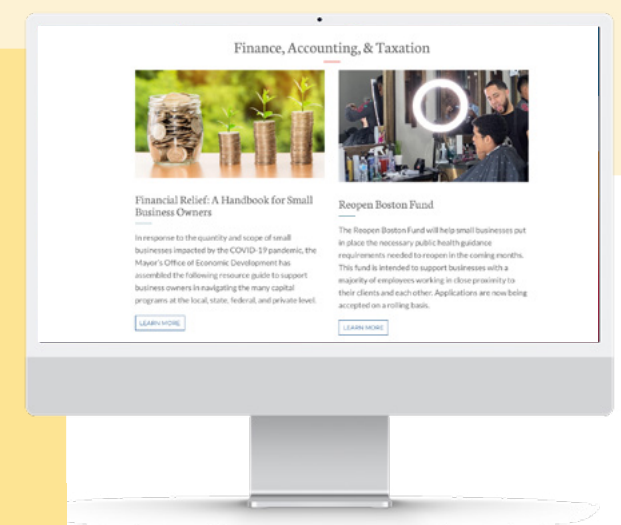 Finance, Accounting, & Taxation
Financial Relief: A Handbook for Small
Business Owners
In response to the quantity and scope of small
businesses impacted by the COVID-19 pandemic, the
Mayor's Office of Economic Development has
assembled the following resource guide to support
business owners in navigating the many capital
programs at the local, state, federal, and private level.
LEARN MORE
Reopen Boston Fund
The Reopen Boston Fund will help small businesses put
in place the necessary public health guidance
requirements needed to reopen in the coming months.
This fund is intended to support businesses with a
majority of employees working in close proximity to
their clients and each other. Applications are now being
accepted on a rolling basis.
LEARN MORE